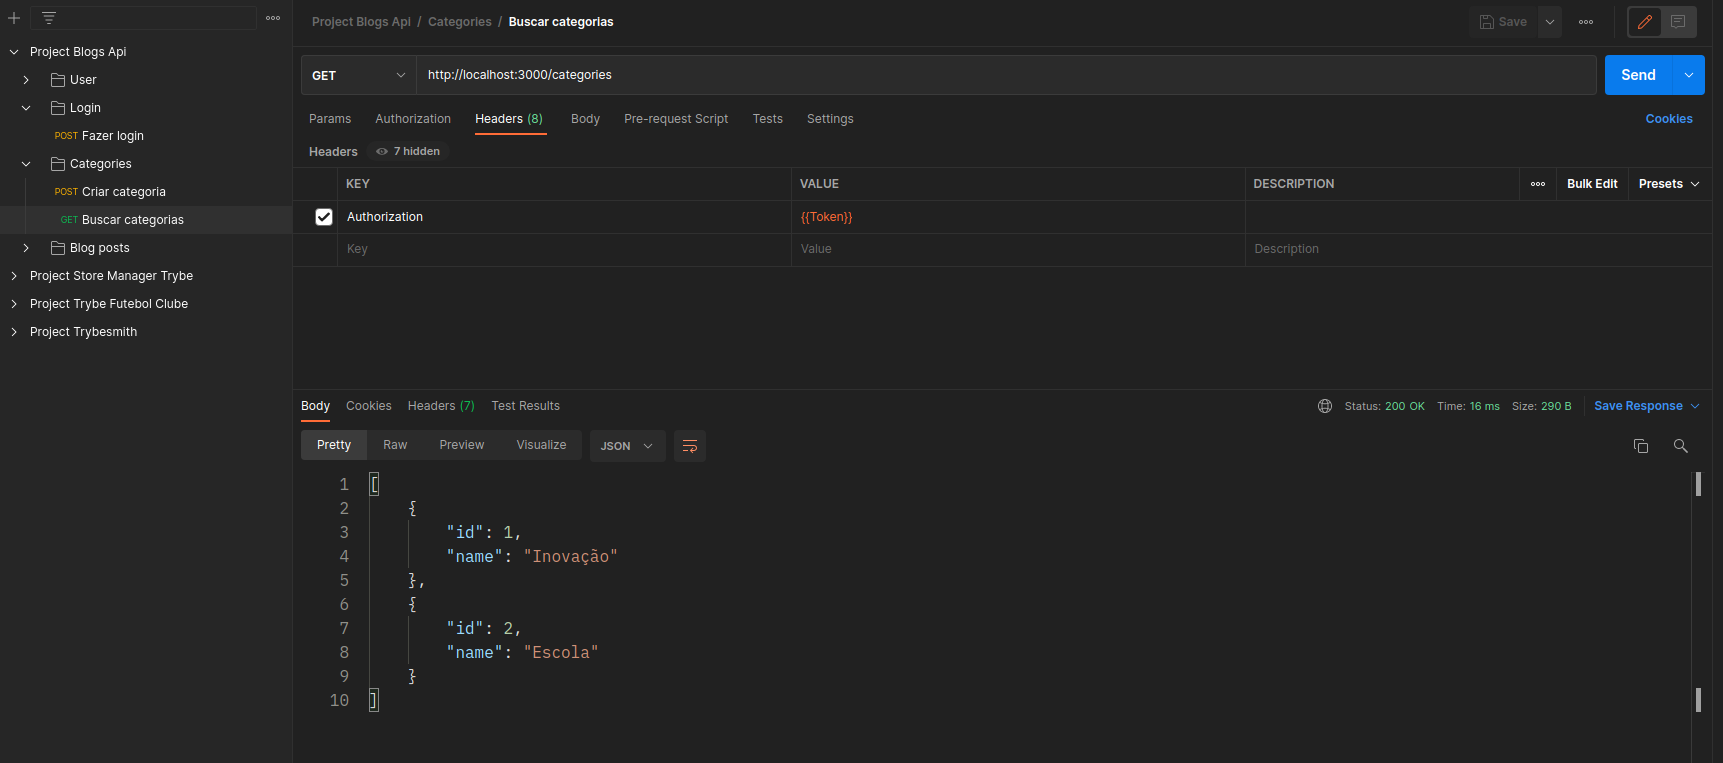 Project Blogs Api
User
Login
POST Fazer login
Categories
POST Criar categoria
GET Buscar categorias
Blog posts
Project Store Manager Trybe
Project Trybe Futebol Clube
Project Trybesmith
Project Blogs Api / Categories / Buscar categorias
Save
GET http://localhost:3000/categories Send
Params Authorization Headers (8) Body Pre-request Script Tests Settings Cookies
Headers 7 hidden
KEY VALUE DESCRIPTION Bulk Edit Presets
Authorization {{Token}}
Key Value Description
Body Cookies Headers (7) Test Results Status: 200 OK Time: 16 ms Size: 290 B Save Response
Pretty Raw Preview Visualize JSON
1 [
2 {
3 "id": 1,
4 "name": "Inovação"
5 },
6 {
7 "id": 2,
8 "name": "Escola"
9 }
10 ]